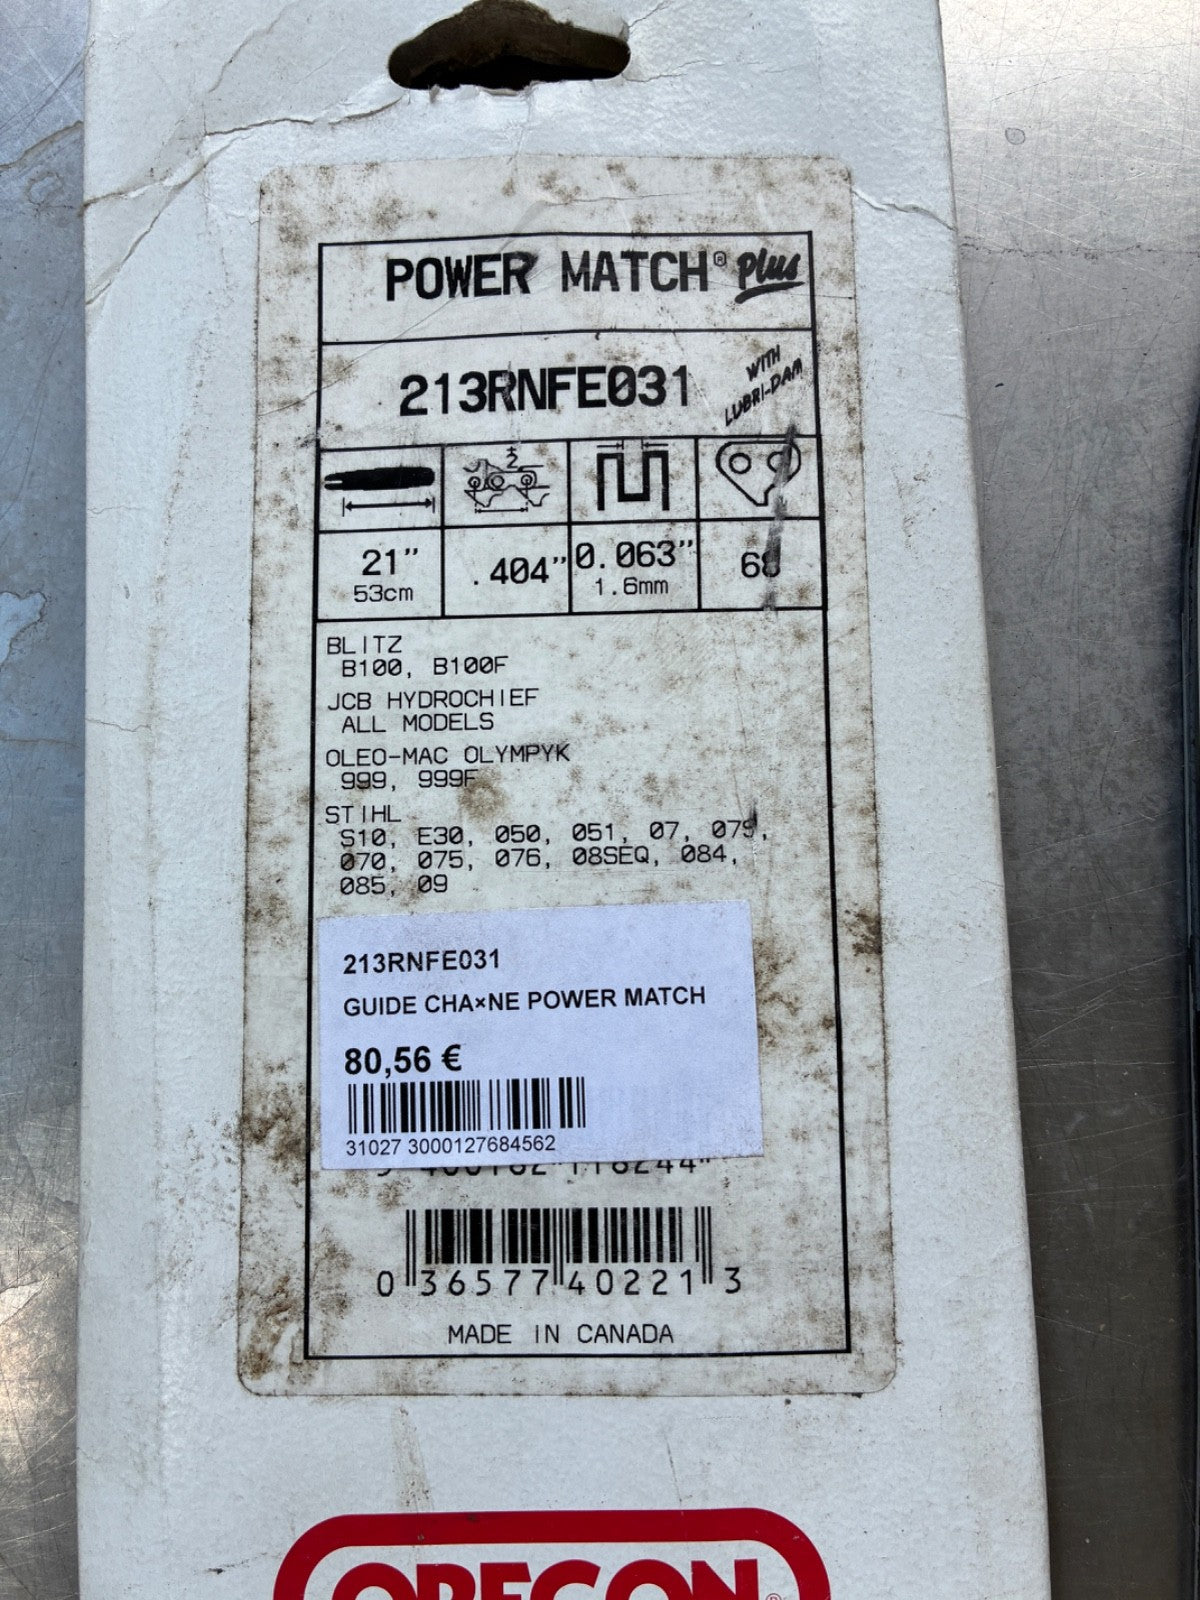 POWER MATCH® Plus
213RNFE031
WITH
LUBRI-DAM
÷2
21" .404" 0.063" 68
53cm 1.6mm
BLITZ
B100, B100F
JCB HYDROCHIEF
ALL MODELS
OLEO-MAC OLYMPYK
999, 999F
STIHL
S10, E30, 050, 051, 07, 079,
070, 075, 076, 08SEQ, 084,
085, 09
213RNFE031
GUIDE CHA×NE POWER MATCH
80,56 €
31027 3000127684562
0 36577 40221 3
MADE IN CANADA
OREGON®